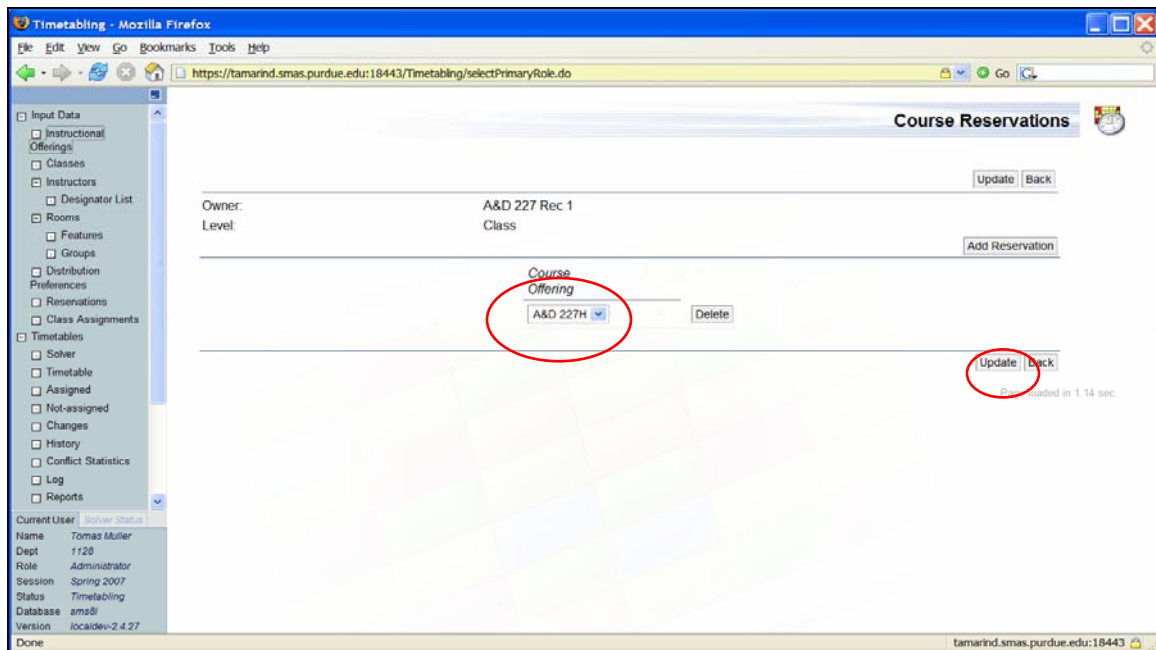 Timetabling - Mozilla Firefox
File Edit View Go Bookmarks Tools Help
https://tamarind.smas.purdue.edu:18443/Timetabling/selectPrimaryRole.do
Go
Course Reservations
Input Data
Instructional
Offerings
Classes
Instructors
Designator List
Rooms
Features
Groups
Distribution
Preferences
Reservations
Class Assignments
Timetables
Solver
Timetable
Assigned
Not-assigned
Changes
History
Conflict Statistics
Log
Reports
Update Back
Owner: A&D 227 Rec 1
Level: Class
Add Reservation
Course
Offering
A&D 227H Delete
Update Back
Page loaded in 1.14 sec.
Current User Solver Status
Name Tomas Muller
Dept 1128
Role Administrator
Session Spring 2007
Status Timetabling
Database sms8l
Version localdev-2.4.27
Done tamarind.smas.purdue.edu:18443